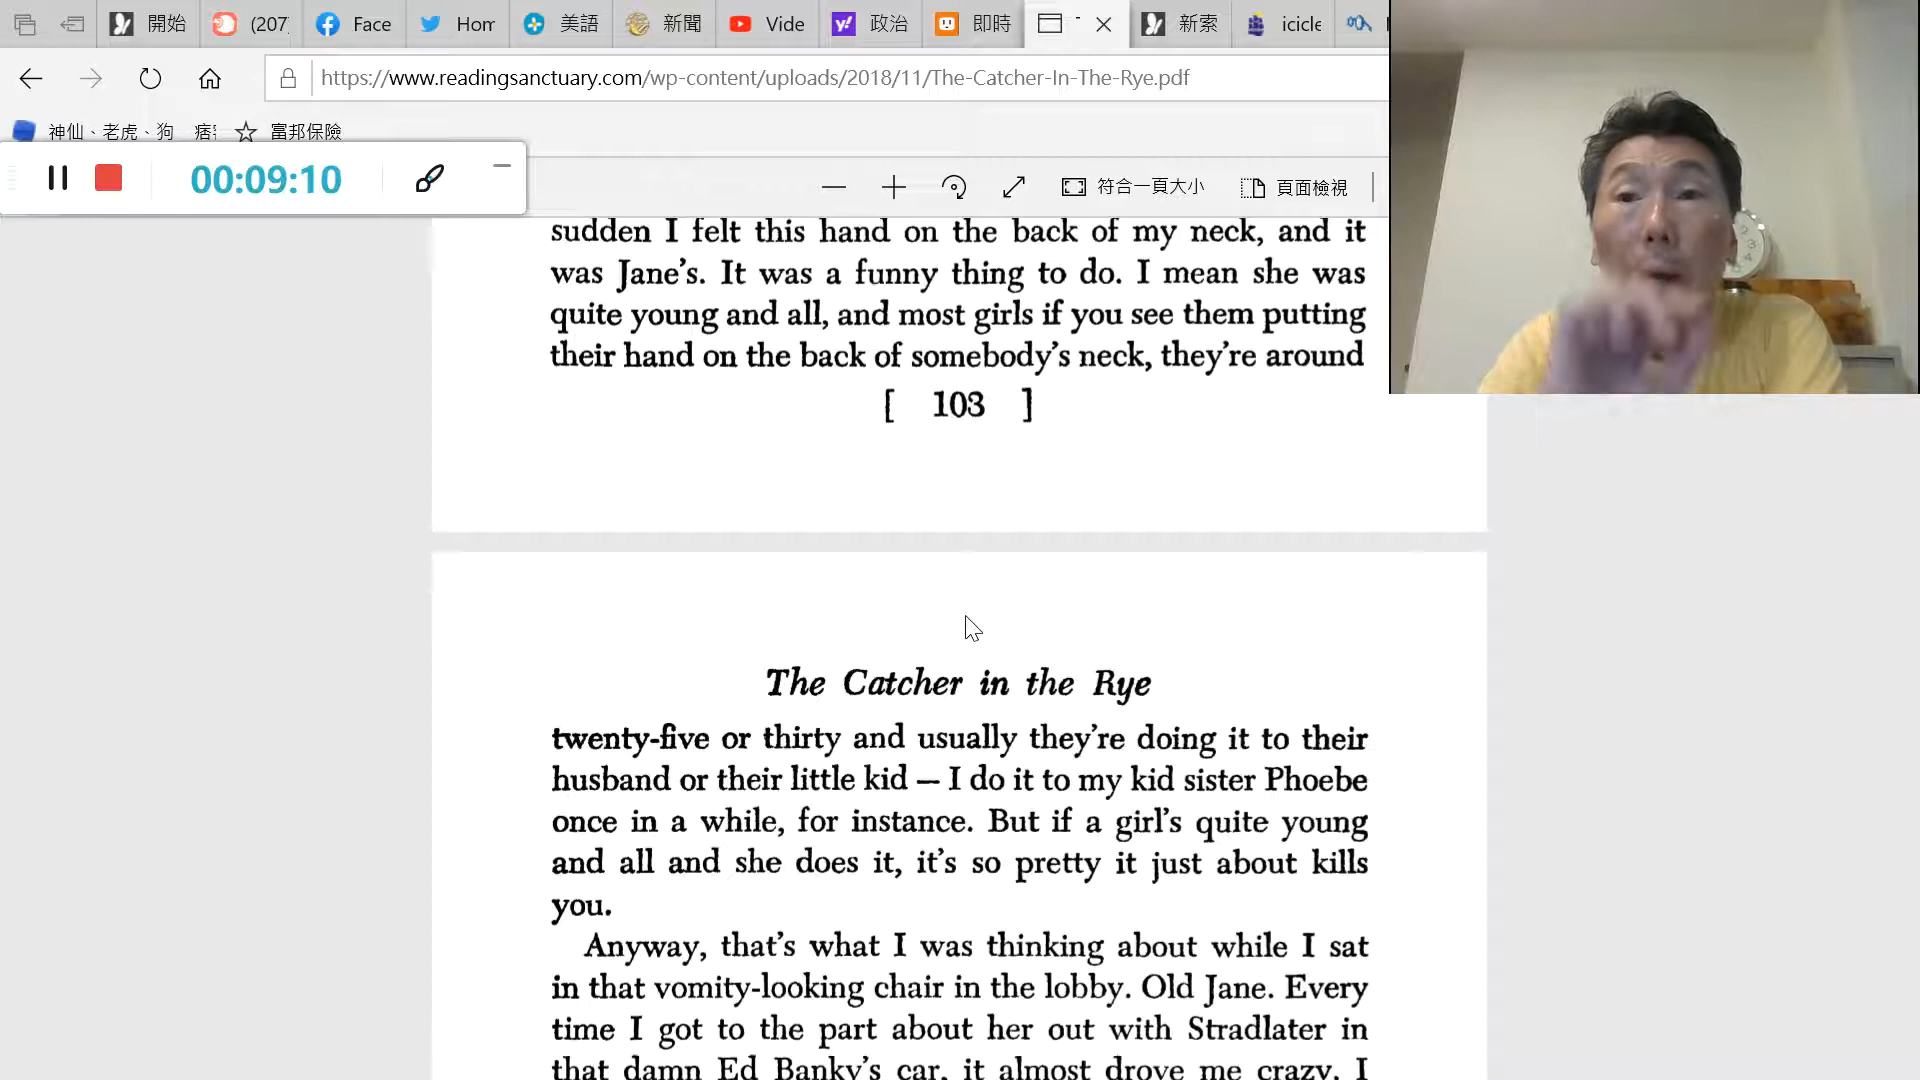 開始
(207
Face
Hom
美語
新聞
Vide
政治
即時
新索
icicle
https://www.readingsanctuary.com/wp-content/uploads/2018/11/The-Catcher-In-The-Rye.pdf
神仙、老虎、狗
富邦保險
00:09:10
符合一頁大小
頁面檢視
sudden I felt this hand on the back of my neck, and it
was Jane's. It was a funny thing to do. I mean she was
quite young and all, and most girls if you see them putting
their hand on the back of somebody's neck, they're around
[ 103 ]
The Catcher in the Rye
twenty-five or thirty and usually they're doing it to their
husband or their little kid — I do it to my kid sister Phoebe
once in a while, for instance. But if a girl's quite young
and all and she does it, it's so pretty it just about kills
you.
Anyway, that's what I was thinking about while I sat
in that vomity-looking chair in the lobby. Old Jane. Every
time I got to the part about her out with Stradlater in
that damn Ed Banky's car, it almost drove me crazy. I